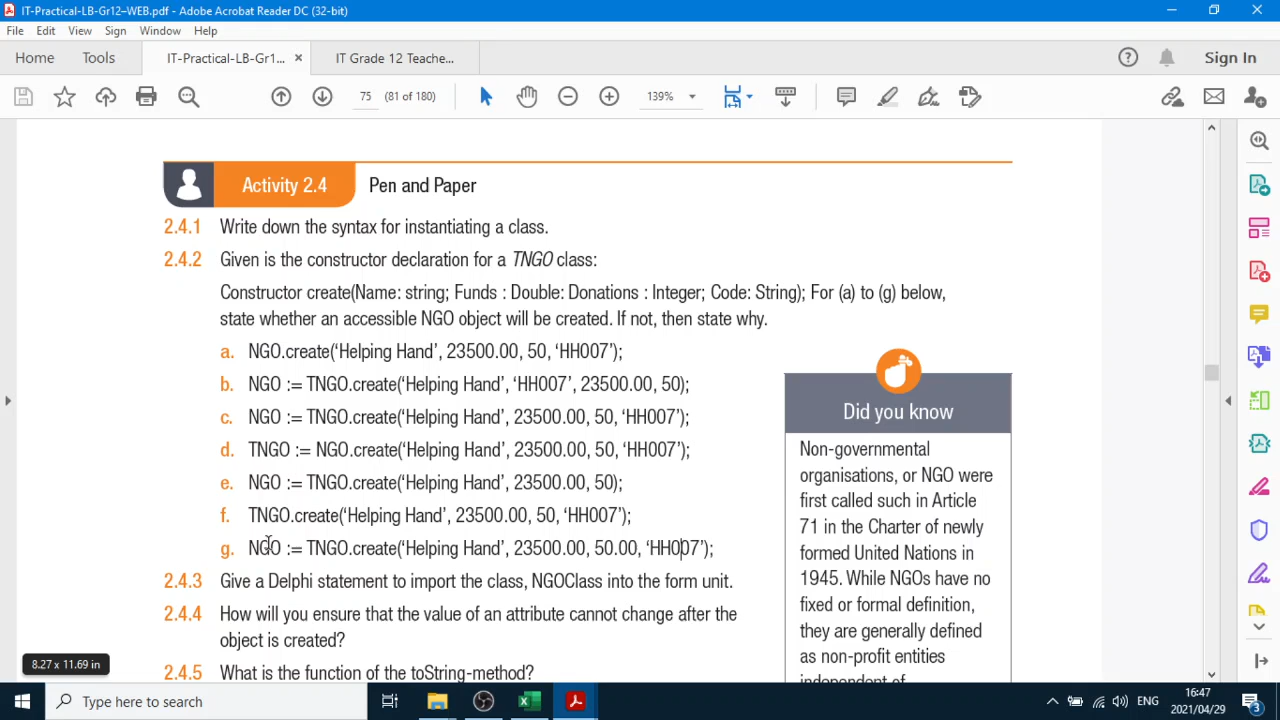 IT-Practical-LB-Gr12–WEB.pdf - Adobe Acrobat Reader DC (32-bit)
File Edit View Sign Window Help
Home Tools IT-Practical-LB-Gr1... × IT Grade 12 Teache... Sign In
75 (81 of 180) 139%
Activity 2.4 Pen and Paper
2.4.1 Write down the syntax for instantiating a class.
2.4.2 Given is the constructor declaration for a TNGO class:
Constructor create(Name: string; Funds : Double: Donations : Integer; Code: String); For (a) to (g) below,
state whether an accessible NGO object will be created. If not, then state why.
a. NGO.create(‘Helping Hand’, 23500.00, 50, ‘HH007’);
b. NGO := TNGO.create(‘Helping Hand’, ‘HH007’, 23500.00, 50);
c. NGO := TNGO.create(‘Helping Hand’, 23500.00, 50, ‘HH007’);
d. TNGO := NGO.create(‘Helping Hand’, 23500.00, 50, ‘HH007’);
e. NGO := TNGO.create(‘Helping Hand’, 23500.00, 50);
f. TNGO.create(‘Helping Hand’, 23500.00, 50, ‘HH007’);
g. NGO := TNGO.create(‘Helping Hand’, 23500.00, 50.00, ‘HH007’);
2.4.3 Give a Delphi statement to import the class, NGOClass into the form unit.
2.4.4 How will you ensure that the value of an attribute cannot change after the
object is created?
2.4.5 What is the function of the toString-method?
Did you know
Non-governmental
organisations, or NGO were
first called such in Article
71 in the Charter of newly
formed United Nations in
1945. While NGOs have no
fixed or formal definition,
they are generally defined
as non-profit entities
independent of
8.27 x 11.69 in
Type here to search
ENG
16:47
2021/04/29
3